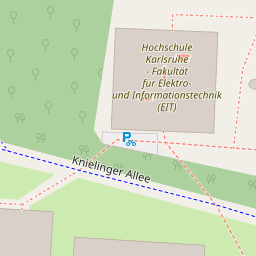 Hochschule
Karlsruhe
- Fakultät
für Elektro-
und Informationstechnik
(EIT)
P
Knielinger Allee